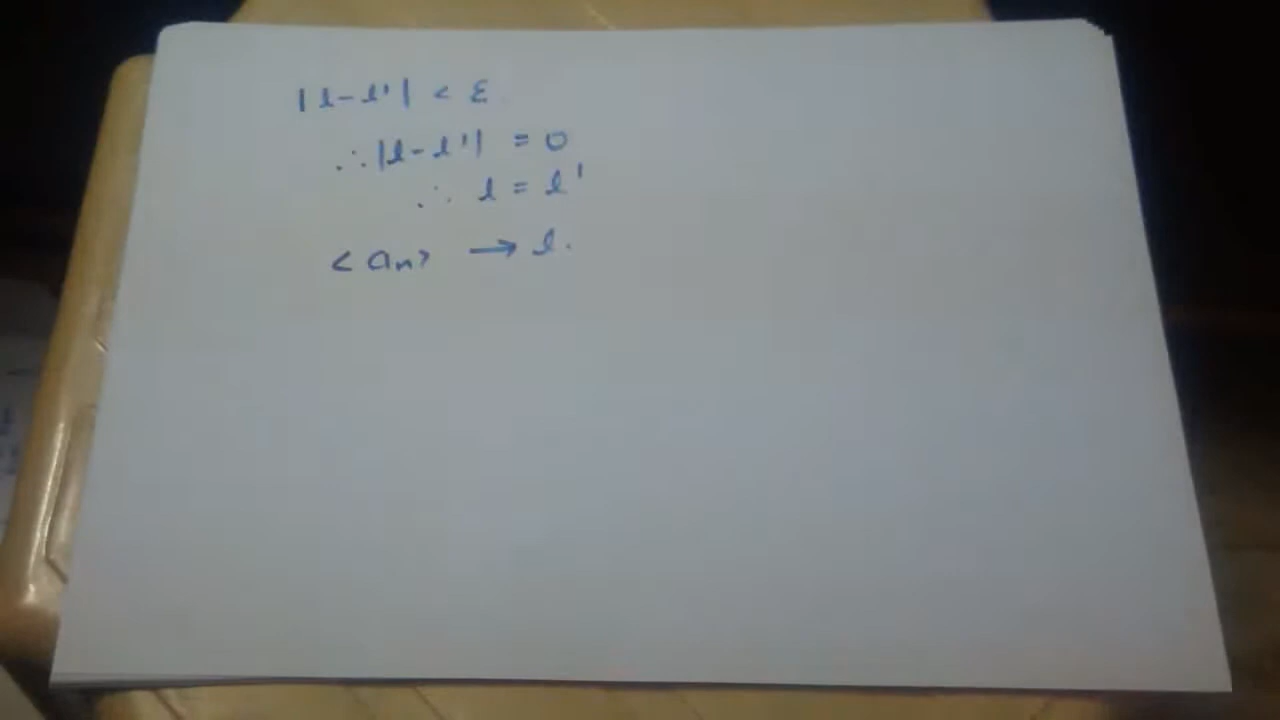 |l-l'| < ε.
∴ |l-l'| = 0
∴ l = l'
<an> → l.